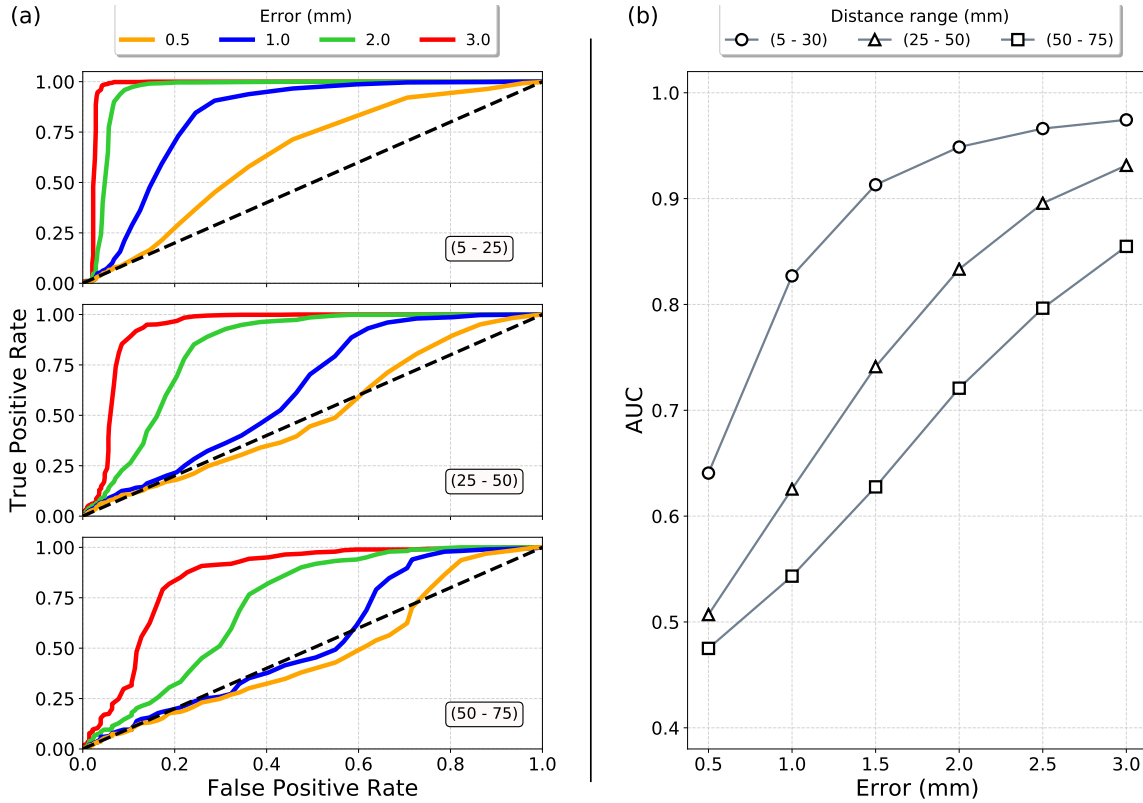 (a)
Error (mm)
0.5 1.0 2.0 3.0
True Positive Rate
1.00
0.75
0.50
0.25
0.00
(5 - 25)
1.00
0.75
0.50
0.25
0.00
(25 - 50)
1.00
0.75
0.50
0.25
0.00
(50 - 75)
0.0 0.2 0.4 0.6 0.8 1.0
False Positive Rate
(b)
Distance range (mm)
(5 - 30) (25 - 50) (50 - 75)
AUC
1.0
0.9
0.8
0.7
0.6
0.5
0.4
0.5 1.0 1.5 2.0 2.5 3.0
Error (mm)